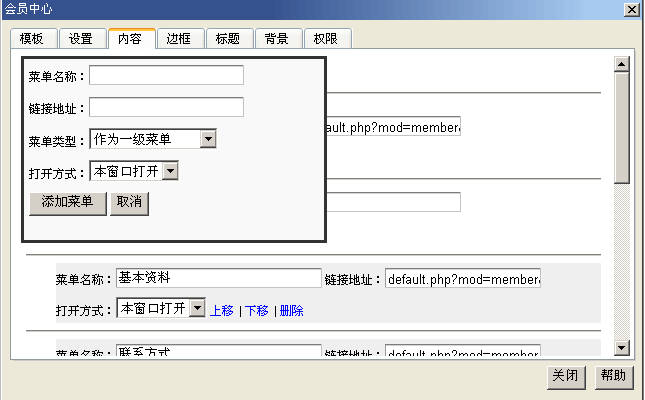 会员中心
模板 设置 内容 边框 标题 背景 权限
菜单名称：
链接地址：
ault.php?mod=member&
菜单类型： 作为一级菜单
打开方式： 本窗口打开
添加菜单 取消
菜单名称： 基本资料 链接地址： default.php?mod=member&
打开方式： 本窗口打开 上移 | 下移 | 删除
菜单名称： 联系方式 链接地址： default.php?mod=member&
关闭 帮助